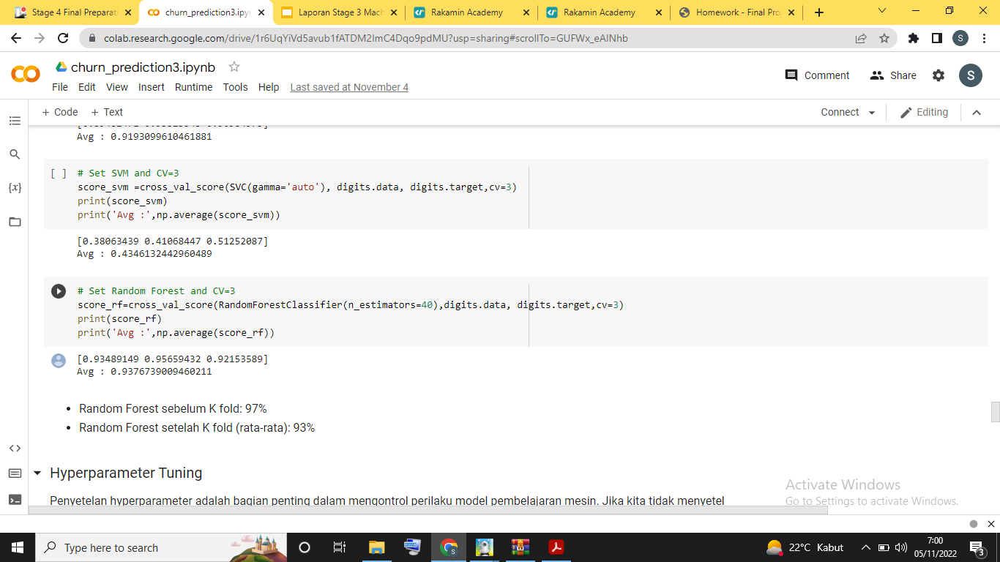 Stage 4 Final Preparati
churn_prediction3.ipyn
Laporan Stage 3 Mach
Rakamin Academy
Rakamin Academy
Homework - Final Pro
colab.research.google.com/drive/1r6UqYiVd5avub1fATDM2ImC4Dqo9pdMU?usp=sharing#scrollTo=GUFWx_eAINhb
S
churn_prediction3.ipynb
Comment
Share
S
File Edit View Insert Runtime Tools Help Last saved at November 4
+ Code + Text
Connect
Editing
Avg : 0.9193099610461881
[ ] # Set SVM and CV=3
score_svm =cross_val_score(SVC(gamma='auto'), digits.data, digits.target,cv=3)
print(score_svm)
print('Avg :',np.average(score_svm))
[0.38063439 0.41068447 0.51252087]
Avg : 0.4346132442960489
# Set Random Forest and CV=3
score_rf=cross_val_score(RandomForestClassifier(n_estimators=40),digits.data, digits.target,cv=3)
print(score_rf)
print('Avg :',np.average(score_rf))
[0.93489149 0.95659432 0.92153589]
Avg : 0.9376739009460211
• Random Forest sebelum K fold: 97%
• Random Forest setelah K fold (rata-rata): 93%
Hyperparameter Tuning
Penyetelan hyperparameter adalah bagian penting dalam mengontrol perilaku model pembelajaran mesin. Jika kita tidak menyetel
Activate Windows
Go to Settings to activate Windows.
Type here to search
22°C Kabut
7:00
05/11/2022
3